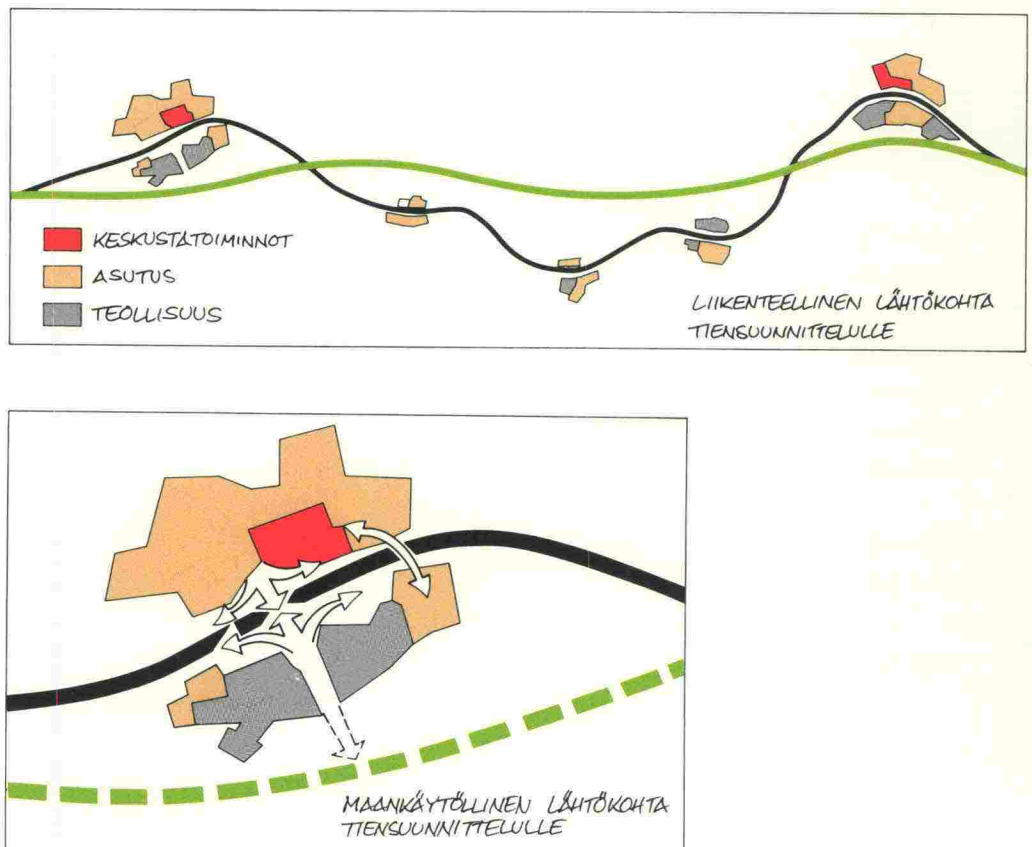 KESKUSTATOIMINNOT
ASUTUS
TEOLLISUUS
LIIKENTEELLINEN LÄHTÖKOHTA
TIENSUUNNITTELULLE
MAANKÄYTÖLLINEN LÄHTÖKOHTA
TIENSUUNNITTELULLE